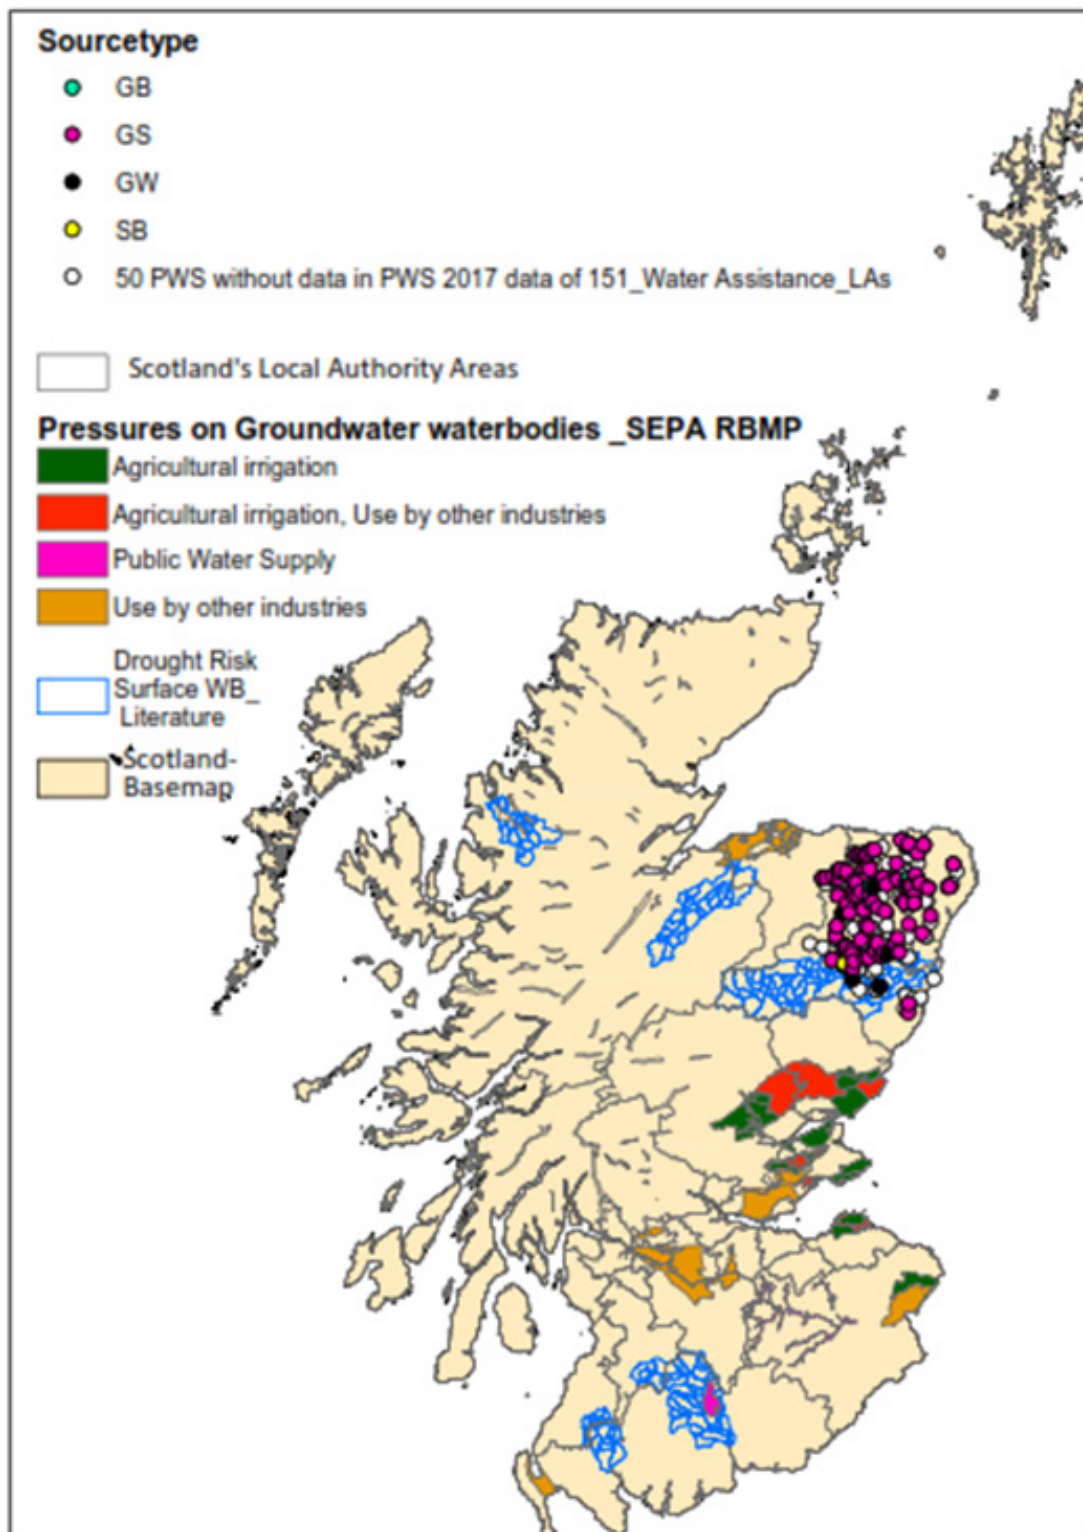 Sourcetype
GB
GS
GW
SB
50 PWS without data in PWS 2017 data of 151_Water Assistance_LAs
Scotland's Local Authority Areas
Pressures on Groundwater waterbodies _SEPA RBMP
Agricultural irrigation
Agricultural irrigation, Use by other industries
Public Water Supply
Use by other industries
Drought Risk
Surface WB_
Literature
Scotland-
Basemap